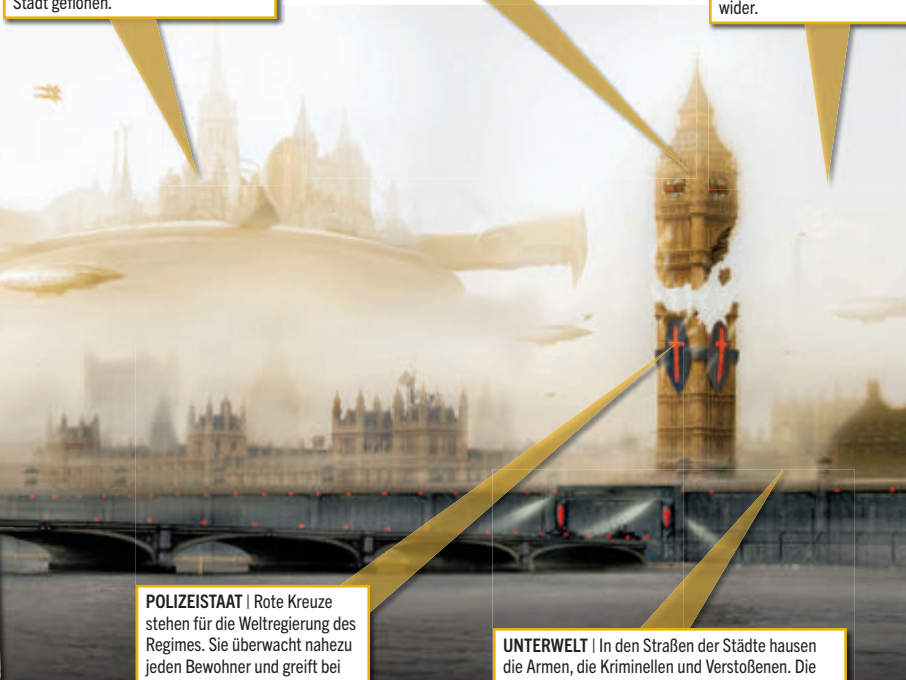 Stadt geflohen.
wider.
POLIZEISTAAT | Rote Kreuze
stehen für die Weltregierung des
Regimes. Sie überwacht nahezu
jeden Bewohner und greift bei
UNTERWELT | In den Straßen der Städte hausen
die Armen, die Kriminellen und Verstoßenen. Die